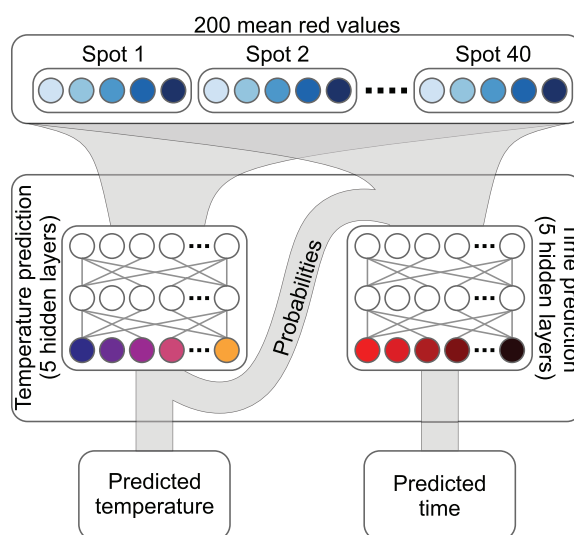 200 mean red values
Spot 1
Spot 2
Spot 40
Temperature prediction
(5 hidden layers)
Probabilities
Time prediction
(5 hidden layers)
Predicted
temperature
Predicted
time